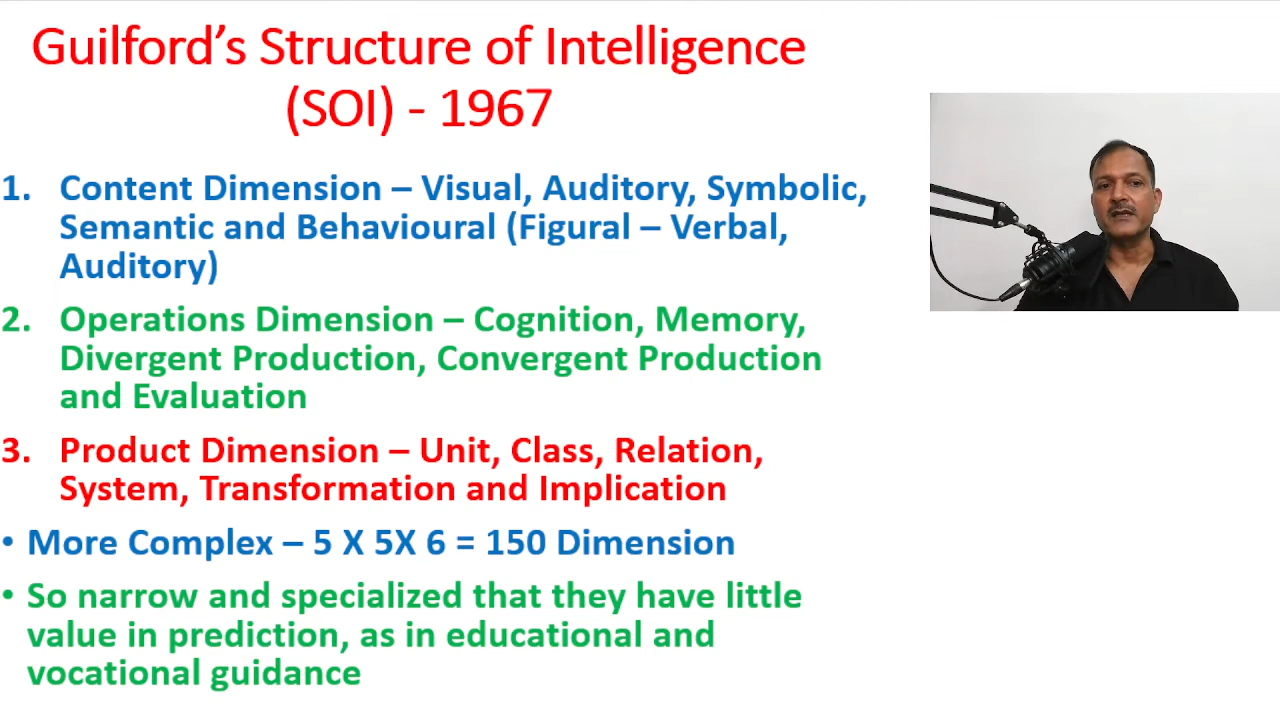 Guilford’s Structure of Intelligence
(SOI) - 1967
1. Content Dimension – Visual, Auditory, Symbolic,
Semantic and Behavioural (Figural – Verbal,
Auditory)
2. Operations Dimension – Cognition, Memory,
Divergent Production, Convergent Production
and Evaluation
3. Product Dimension – Unit, Class, Relation,
System, Transformation and Implication
• More Complex – 5 X 5X 6 = 150 Dimension
• So narrow and specialized that they have little
value in prediction, as in educational and
vocational guidance